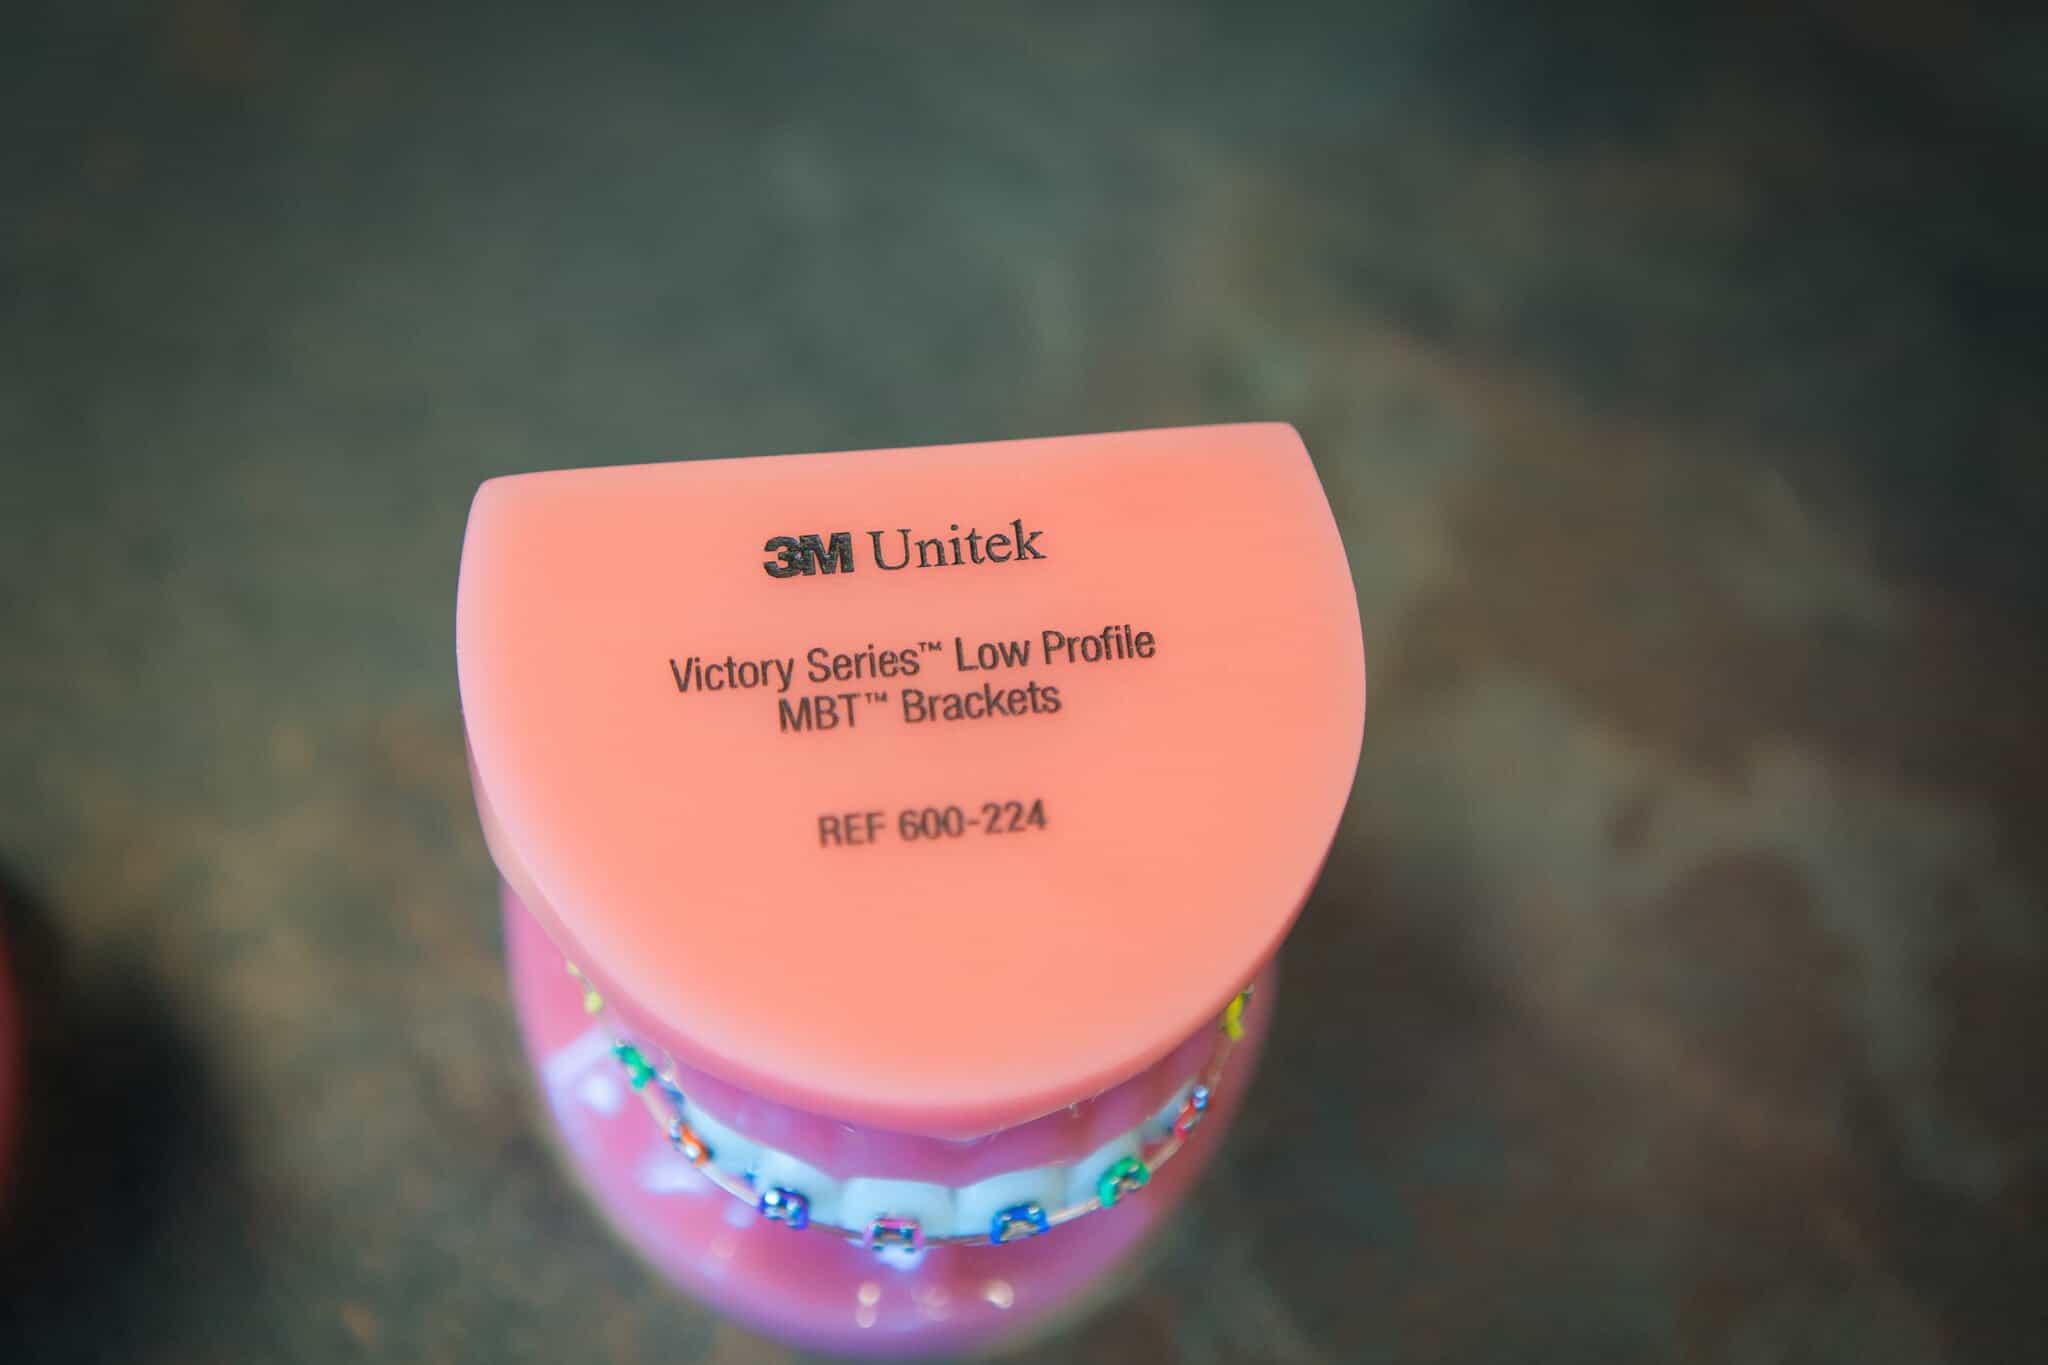 3M Unitek
Victory Series™ Low Profile
MBT™ Brackets
REF 600-224